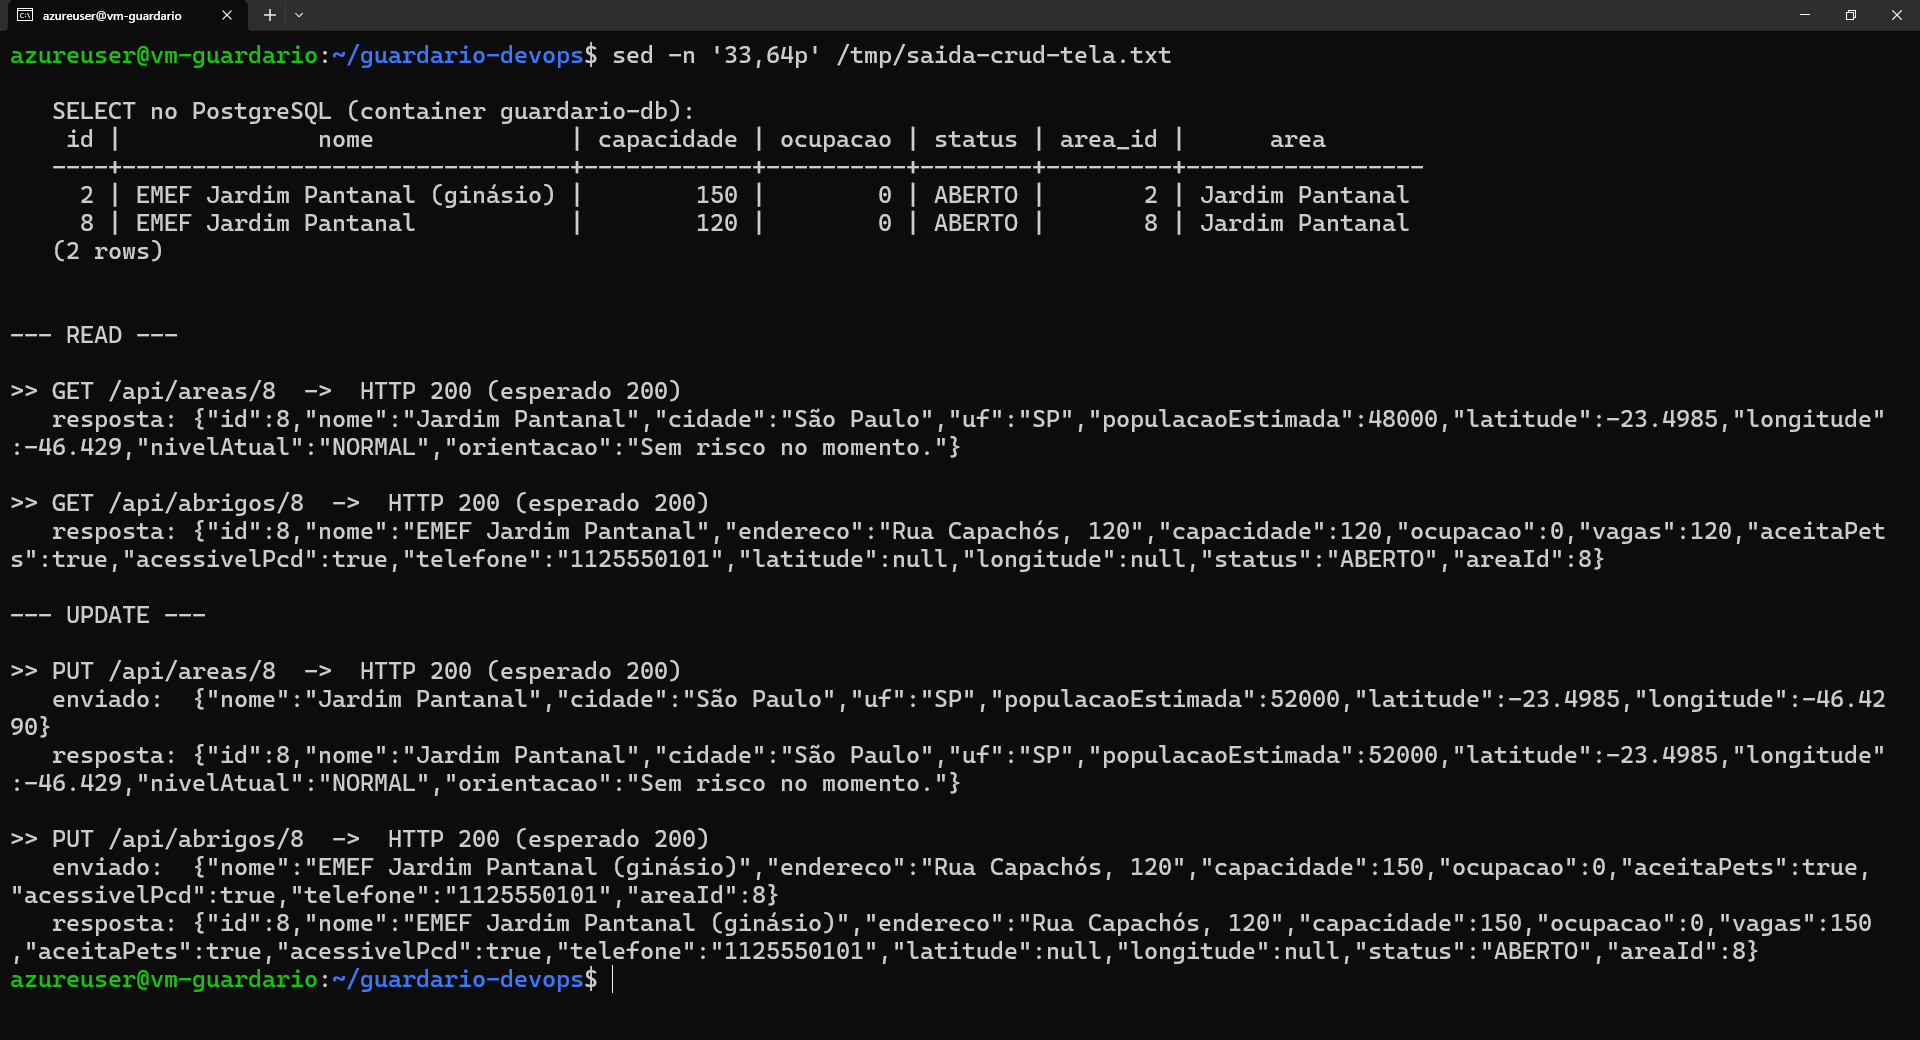 azureuser@vm-guardario
azureuser@vm-guardario:~/guardario-devops$ sed -n '33,64p' /tmp/saida-crud-tela.txt
SELECT no PostgreSQL (container guardario-db):
 id |              nome              | capacidade | ocupacao | status | area_id |      area
----+--------------------------------+------------+----------+--------+---------+-----------------
  2 | EMEF Jardim Pantanal (ginásio) |        150 |        0 | ABERTO |       2 | Jardim Pantanal
  8 | EMEF Jardim Pantanal           |        120 |        0 | ABERTO |       8 | Jardim Pantanal
(2 rows)
--- READ ---
>> GET /api/areas/8  ->  HTTP 200 (esperado 200)
   resposta: {"id":8,"nome":"Jardim Pantanal","cidade":"São Paulo","uf":"SP","populacaoEstimada":48000,"latitude":-23.4985,"longitude"
:-46.429,"nivelAtual":"NORMAL","orientacao":"Sem risco no momento."}
>> GET /api/abrigos/8  ->  HTTP 200 (esperado 200)
   resposta: {"id":8,"nome":"EMEF Jardim Pantanal","endereco":"Rua Capachós, 120","capacidade":120,"ocupacao":0,"vagas":120,"aceitaPet
s":true,"acessivelPcd":true,"telefone":"1125550101","latitude":null,"longitude":null,"status":"ABERTO","areaId":8}
--- UPDATE ---
>> PUT /api/areas/8  ->  HTTP 200 (esperado 200)
   enviado:  {"nome":"Jardim Pantanal","cidade":"São Paulo","uf":"SP","populacaoEstimada":52000,"latitude":-23.4985,"longitude":-46.42
90}
   resposta: {"id":8,"nome":"Jardim Pantanal","cidade":"São Paulo","uf":"SP","populacaoEstimada":52000,"latitude":-23.4985,"longitude"
:-46.429,"nivelAtual":"NORMAL","orientacao":"Sem risco no momento."}
>> PUT /api/abrigos/8  ->  HTTP 200 (esperado 200)
   enviado:  {"nome":"EMEF Jardim Pantanal (ginásio)","endereco":"Rua Capachós, 120","capacidade":150,"ocupacao":0,"aceitaPets":true,
"acessivelPcd":true,"telefone":"1125550101","areaId":8}
   resposta: {"id":8,"nome":"EMEF Jardim Pantanal (ginásio)","endereco":"Rua Capachós, 120","capacidade":150,"ocupacao":0,"vagas":150
,"aceitaPets":true,"acessivelPcd":true,"telefone":"1125550101","latitude":null,"longitude":null,"status":"ABERTO","areaId":8}
azureuser@vm-guardario:~/guardario-devops$